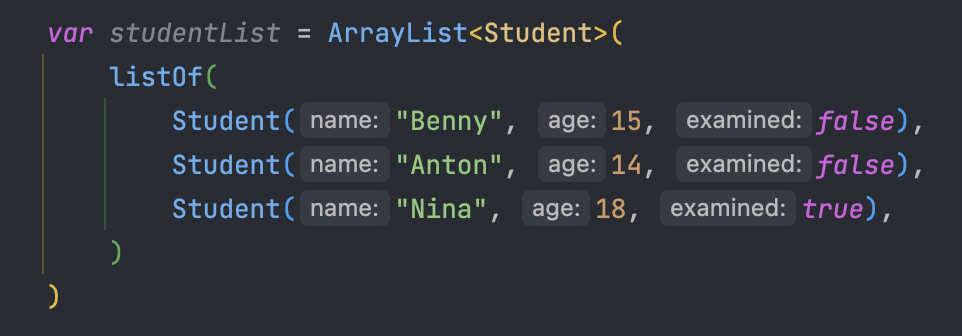 var studentList = ArrayList<Student>(
listOf(
Student( name: "Benny", age: 15, examined: false),
Student( name: "Anton", age: 14, examined: false),
Student( name: "Nina", age: 18, examined: true),
)
)